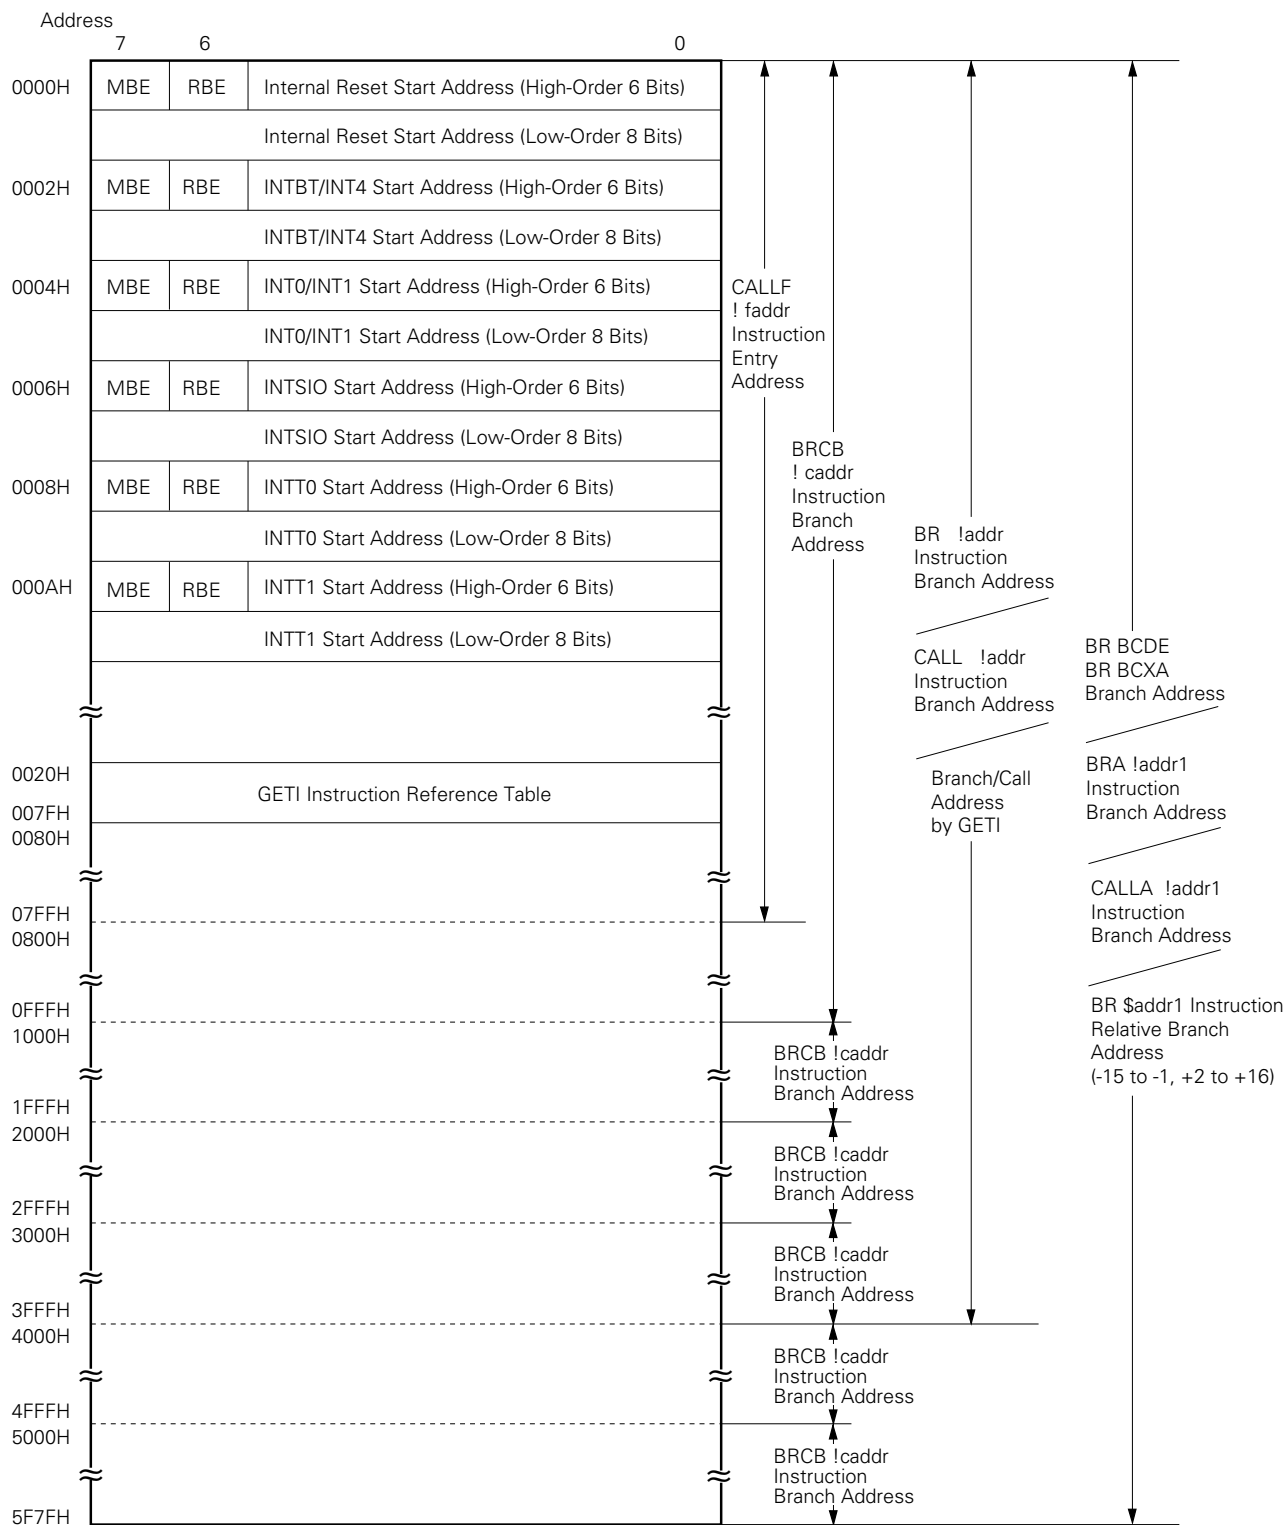 Address
7 6 0
0000H MBE RBE Internal Reset Start Address (High-Order 6 Bits)
Internal Reset Start Address (Low-Order 8 Bits)
0002H MBE RBE INTBT/INT4 Start Address (High-Order 6 Bits)
INTBT/INT4 Start Address (Low-Order 8 Bits)
0004H MBE RBE INT0/INT1 Start Address (High-Order 6 Bits)
INT0/INT1 Start Address (Low-Order 8 Bits)
0006H MBE RBE INTSIO Start Address (High-Order 6 Bits)
INTSIO Start Address (Low-Order 8 Bits)
0008H MBE RBE INTT0 Start Address (High-Order 6 Bits)
INTT0 Start Address (Low-Order 8 Bits)
000AH MBE RBE INTT1 Start Address (High-Order 6 Bits)
INTT1 Start Address (Low-Order 8 Bits)
0020H
GETI Instruction Reference Table
007FH
0080H
07FFH
0800H
0FFFH
1000H
1FFFH
2000H
2FFFH
3000H
3FFFH
4000H
4FFFH
5000H
5F7FH
CALLF
! faddr
Instruction
Entry
Address
BRCB
! caddr
Instruction
Branch
Address
BRCB !caddr
Instruction
Branch Address
BRCB !caddr
Instruction
Branch Address
BRCB !caddr
Instruction
Branch Address
BRCB !caddr
Instruction
Branch Address
BRCB !caddr
Instruction
Branch Address
BR !addr
Instruction
Branch Address
CALL !addr
Instruction
Branch Address
Branch/Call
Address
by GETI
BR BCDE
BR BCXA
Branch Address
BRA !addr1
Instruction
Branch Address
CALLA !addr1
Instruction
Branch Address
BR $addr1 Instruction
Relative Branch
Address
(-15 to -1, +2 to +16)